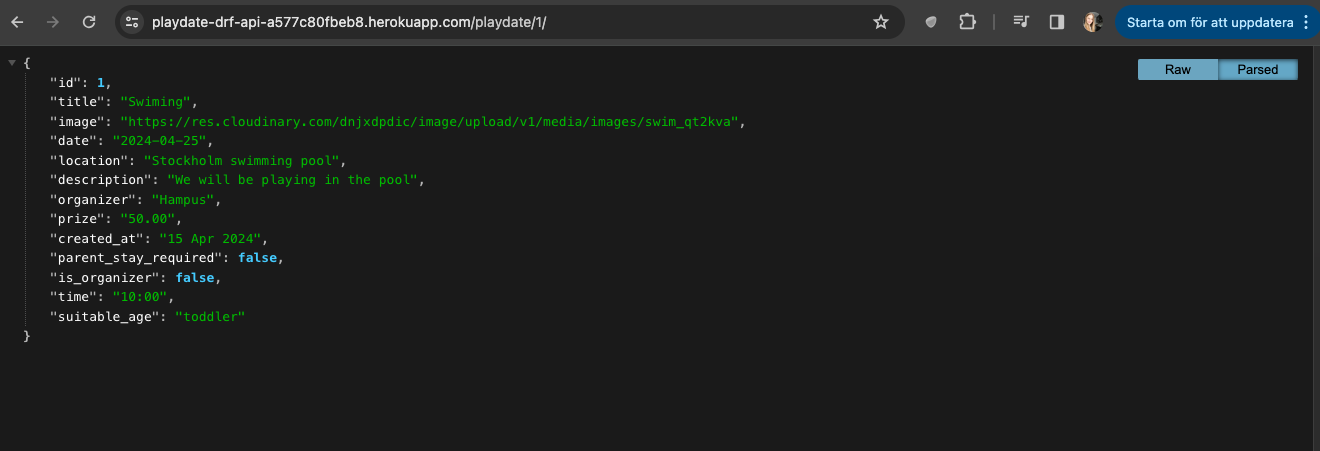 playdate-drf-api-a577c80fbeb8.herokuapp.com/playdate/1/
Starta om för att uppdatera
Raw Parsed
{
"id": 1,
"title": "Swiming",
"image": "https://res.cloudinary.com/dnjxdpdic/image/upload/v1/media/images/swim_qt2kva",
"date": "2024-04-25",
"location": "Stockholm swimming pool",
"description": "We will be playing in the pool",
"organizer": "Hampus",
"prize": "50.00",
"created_at": "15 Apr 2024",
"parent_stay_required": false,
"is_organizer": false,
"time": "10:00",
"suitable_age": "toddler"
}